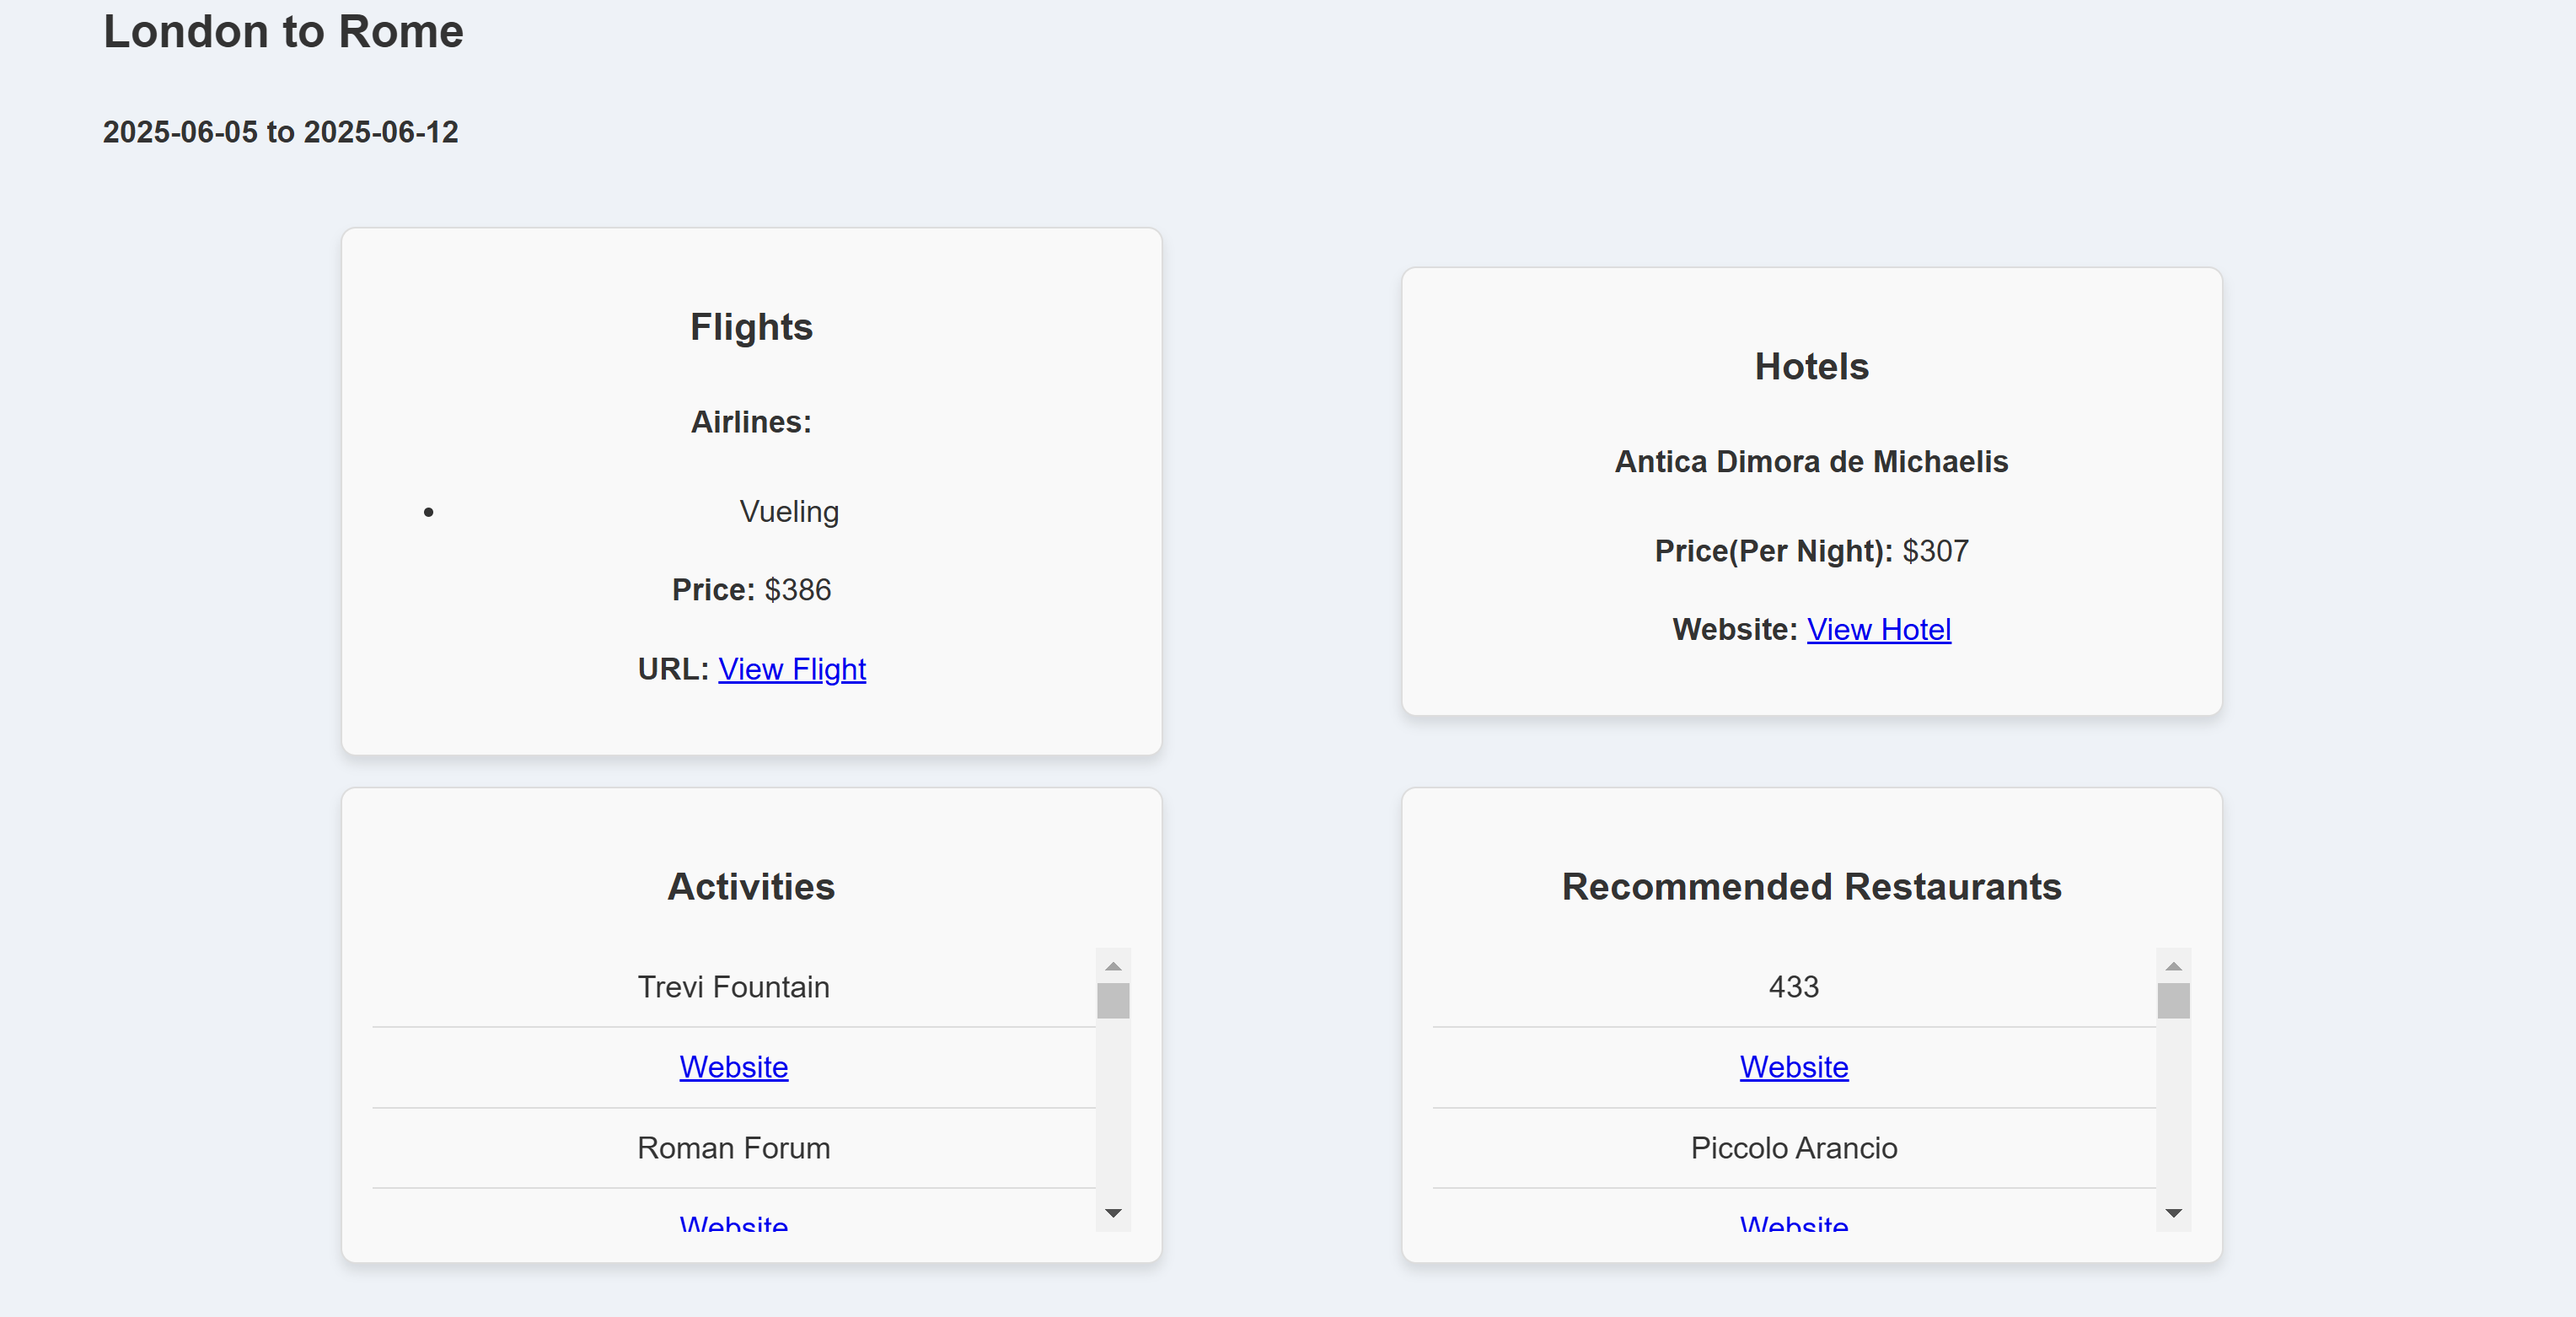 London to Rome
2025-06-05 to 2025-06-12
Flights
Airlines:
• Vueling
Price: $386
URL: View Flight
Hotels
Antica Dimora de Michaelis
Price(Per Night): $307
Website: View Hotel
Activities
Trevi Fountain
Website
Roman Forum
Website
Recommended Restaurants
433
Website
Piccolo Arancio
Website